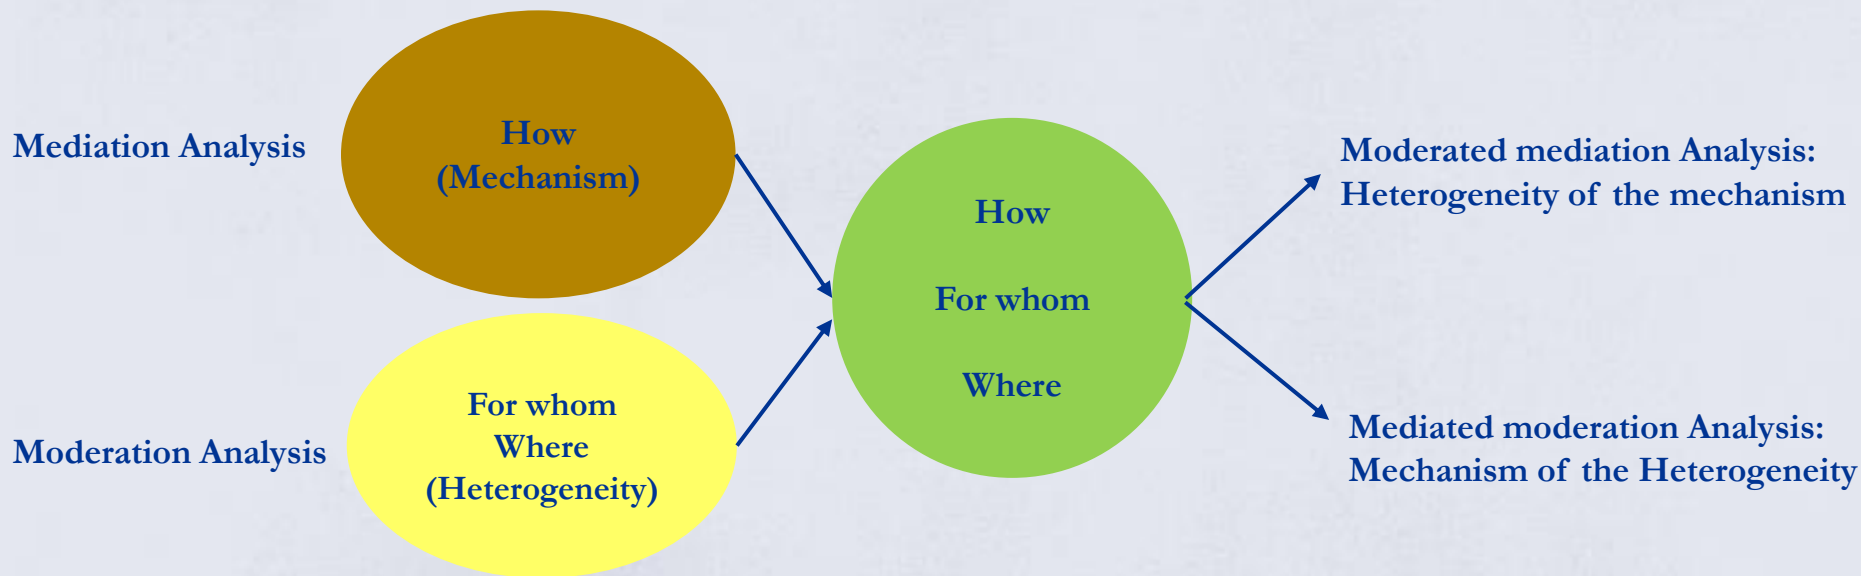 Mediation Analysis
How
(Mechanism)
Moderation Analysis
For whom
Where
(Heterogeneity)
How
For whom
Where
Moderated mediation Analysis:
Heterogeneity of the mechanism
Mediated moderation Analysis:
Mechanism of the Heterogeneity